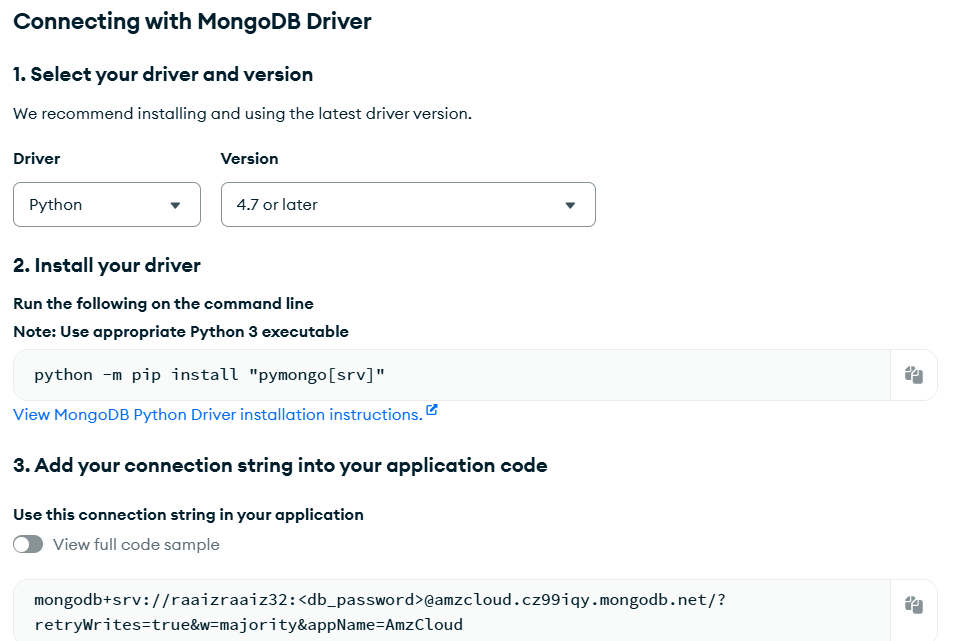 Connecting with MongoDB Driver
1. Select your driver and version
We recommend installing and using the latest driver version.
Driver Version
Python 4.7 or later
2. Install your driver
Run the following on the command line
Note: Use appropriate Python 3 executable
python -m pip install "pymongo[srv]"
View MongoDB Python Driver installation instructions.
3. Add your connection string into your application code
Use this connection string in your application
View full code sample
mongodb+srv://raaizraaiz32:<db_password>@amzcloud.cz99iqy.mongodb.net/?
retryWrites=true&w=majority&appName=AmzCloud